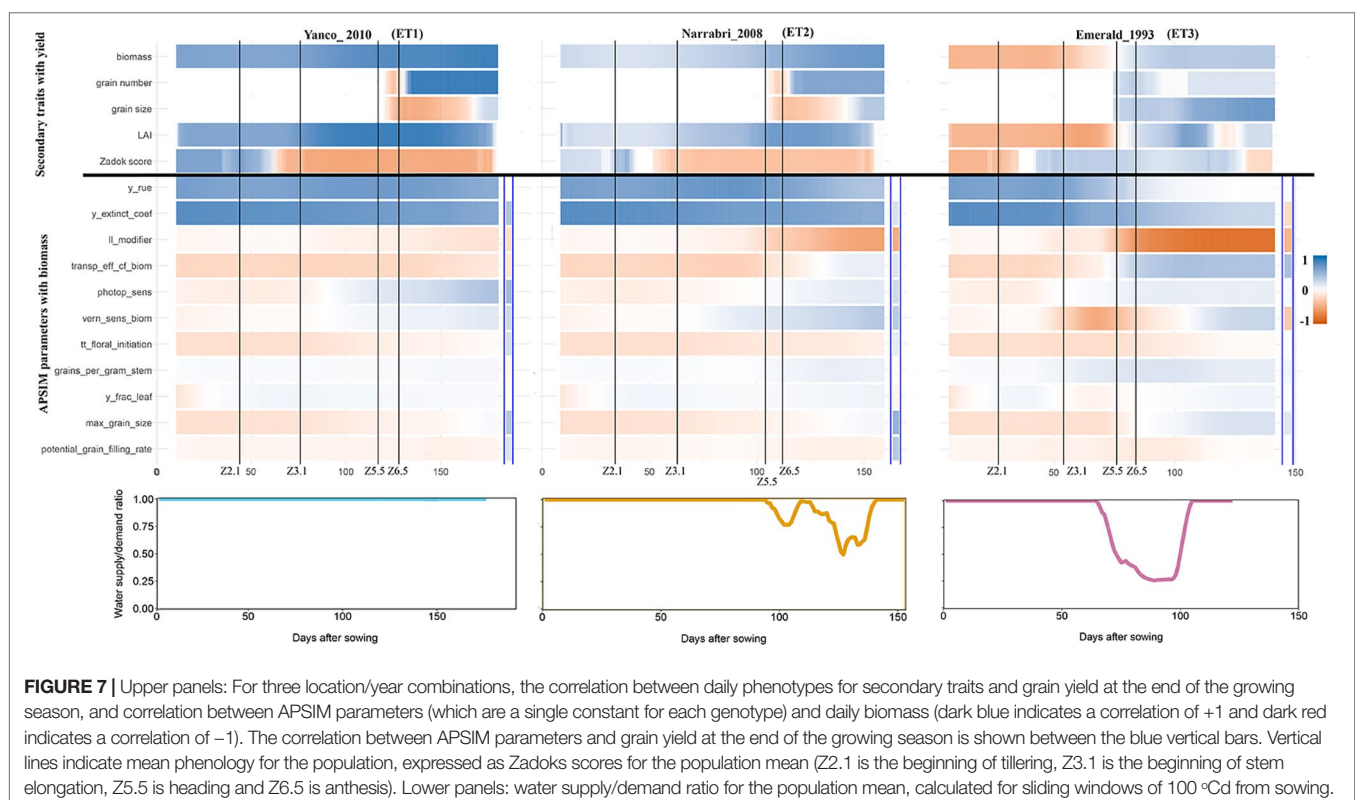 Yanco_ 2010 (ET1)
Narrabri_2008 (ET2)
Emerald_1993 (ET3)
Secondary traits with yield
biomass
grain number
grain size
LAI
Zadok score
APSIM parameters with biomass
y_rue
y_extinct_coef
ll_modifier
transp_eff_cf_biom
photop_sens
vern_sens_biom
tt_floral_initiation
grains_per_gram_stem
y_frac_leaf
max_grain_size
potential_grain_filling_rate
1
0
-1
0 Z2.1 50 Z3.1 100 Z5.5 Z6.5 150
0 Z2.1 50 Z3.1 100 Z5.5 Z6.5 150
0 Z2.1 50 Z3.1 Z5.5 Z6.5 100 150
Water supply/demand ratio
1.00
0.75
0.50
0.25
0.00
0 50 100 150
Days after sowing
0 50 100 150
Days after sowing
0 50 100 150
Days after sowing
FIGURE 7 | Upper panels: For three location/year combinations, the correlation between daily phenotypes for secondary traits and grain yield at the end of the growing
season, and correlation between APSIM parameters (which are a single constant for each genotype) and daily biomass (dark blue indicates a correlation of +1 and dark red
indicates a correlation of –1). The correlation between APSIM parameters and grain yield at the end of the growing season is shown between the blue vertical bars. Vertical
lines indicate mean phenology for the population, expressed as Zadoks scores for the population mean (Z2.1 is the beginning of tillering, Z3.1 is the beginning of stem
elongation, Z5.5 is heading and Z6.5 is anthesis). Lower panels: water supply/demand ratio for the population mean, calculated for sliding windows of 100 ºCd from sowing.